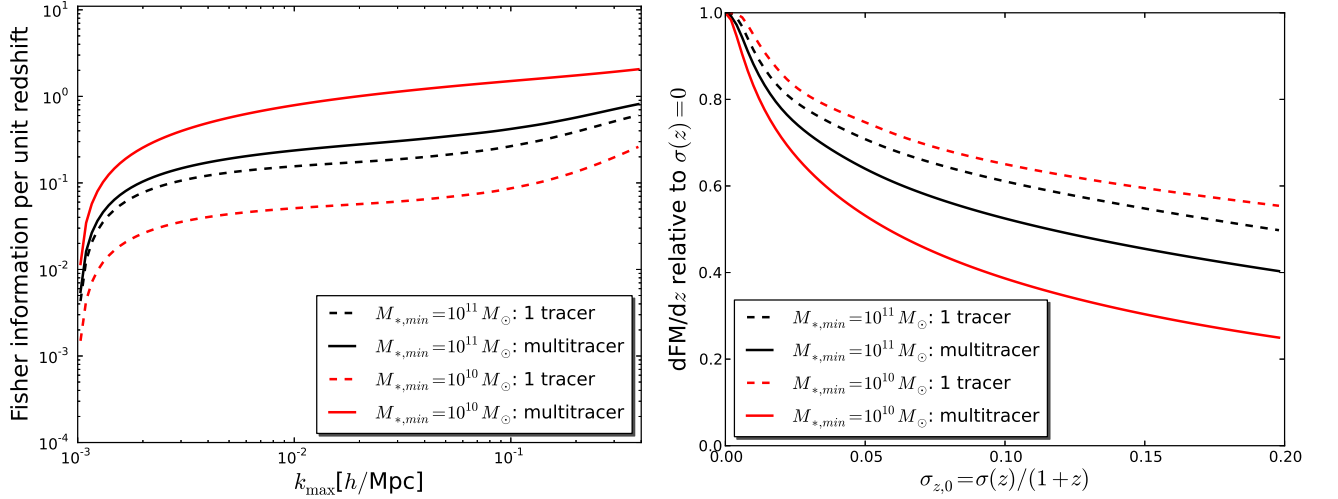 Fisher information per unit redshift
10^1
10^0
10^-1
10^-2
10^-3
10^-4
10^-3
10^-2
10^-1
k_max[h/Mpc]
M_{*,min}=10^11 M_⊙: 1 tracer
M_{*,min}=10^11 M_⊙: multitracer
M_{*,min}=10^10 M_⊙: 1 tracer
M_{*,min}=10^10 M_⊙: multitracer
dFM/dz relative to σ(z)=0
1.0
0.8
0.6
0.4
0.2
0.0
0.00
0.05
0.10
0.15
0.20
σ_{z,0}=σ(z)/(1+z)
M_{*,min}=10^11 M_⊙: 1 tracer
M_{*,min}=10^11 M_⊙: multitracer
M_{*,min}=10^10 M_⊙: 1 tracer
M_{*,min}=10^10 M_⊙: multitracer